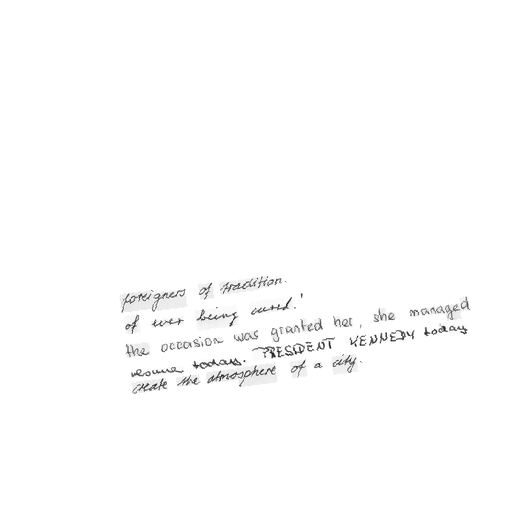 foreigners of tradition.
of ever being cured.'
the occasion was granted her, she managed
resume today. PRESIDENT KENNEDY today
create the atmosphere of a city.